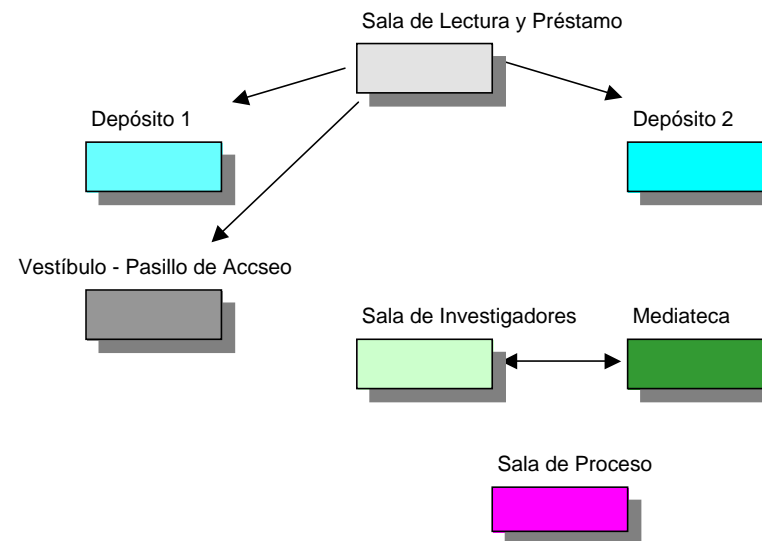 Sala de Lectura y Préstamo
Depósito 1
Depósito 2
Vestíbulo - Pasillo de Accseo
Sala de Investigadores
Mediateca
Sala de Proceso